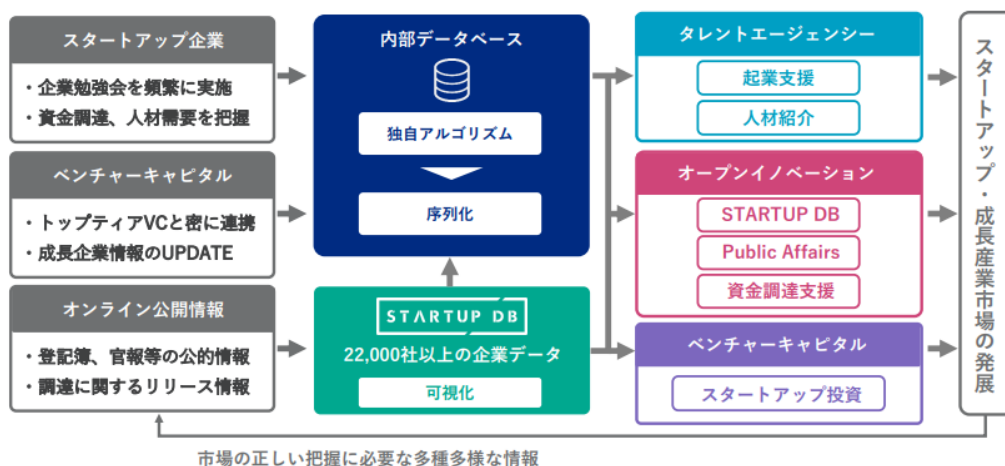 スタートアップ企業
・企業勉強会を頻繁に実施
・資金調達、人材需要を把握
ベンチャーキャピタル
・トップティアVCと密に連携
・成長企業情報のUPDATE
オンライン公開情報
・登記簿、官報等の公的情報
・調達に関するリリース情報
内部データベース
独自アルゴリズム
序列化
STARTUP DB
22,000社以上の企業データ
可視化
タレントエージェンシー
起業支援
人材紹介
オープンイノベーション
STARTUP DB
Public Affairs
資金調達支援
ベンチャーキャピタル
スタートアップ投資
スタートアップ・成長産業市場の発展
市場の正しい把握に必要な多種多様な情報